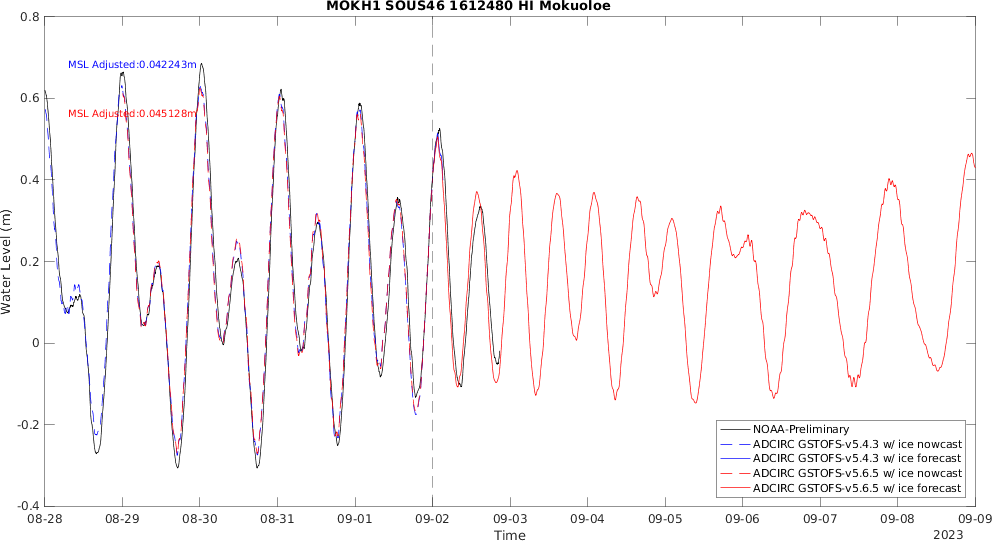 MOKH1 SOUS46 1612480 HI Mokuoloe
0.8
0.6
0.4
0.2
0
-0.2
-0.4
Water Level (m)
MSL Adjusted:0.042243m
MSL Adjusted:0.045128m
NOAA-Preliminary
ADCIRC GSTOFS-v5.4.3 w/ ice nowcast
ADCIRC GSTOFS-v5.4.3 w/ ice forecast
ADCIRC GSTOFS-v5.6.5 w/ ice nowcast
ADCIRC GSTOFS-v5.6.5 w/ ice forecast
08-28 08-29 08-30 08-31 09-01 09-02 09-03 09-04 09-05 09-06 09-07 09-08 09-09
Time
2023